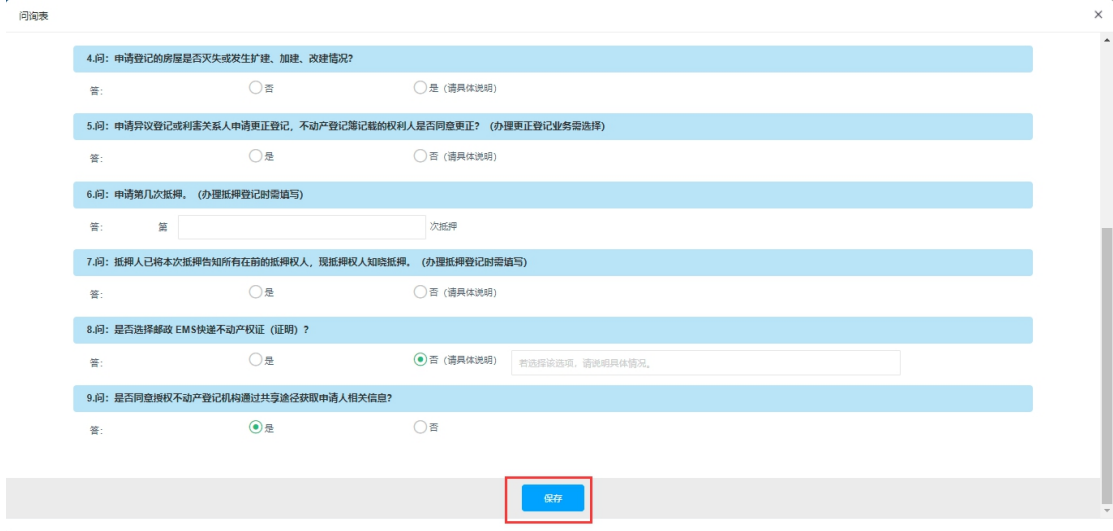 问询表
4.问：申请登记的房屋是否灭失或发生扩建、加建、改建情况？
答： 否 是（请具体说明）
5.问：申请异议登记或利害关系人申请更正登记，不动产登记簿记载的权利人是否同意更正？（办理更正登记业务需选择）
答： 是 否（请具体说明）
6.问：申请第几次抵押。（办理抵押登记时需填写）
答： 第 次抵押
7.问：抵押人已将本次抵押告知所有在前的抵押权人，现抵押权人知晓抵押。（办理抵押登记时需填写）
答： 是 否（请具体说明）
8.问：是否选择邮政 EMS快递不动产权证（证明）？
答： 是 否（请具体说明） 若选择该选项，请说明具体情况。
9.问：是否同意授权不动产登记机构通过共享途径获取申请人相关信息？
答： 是 否
保存